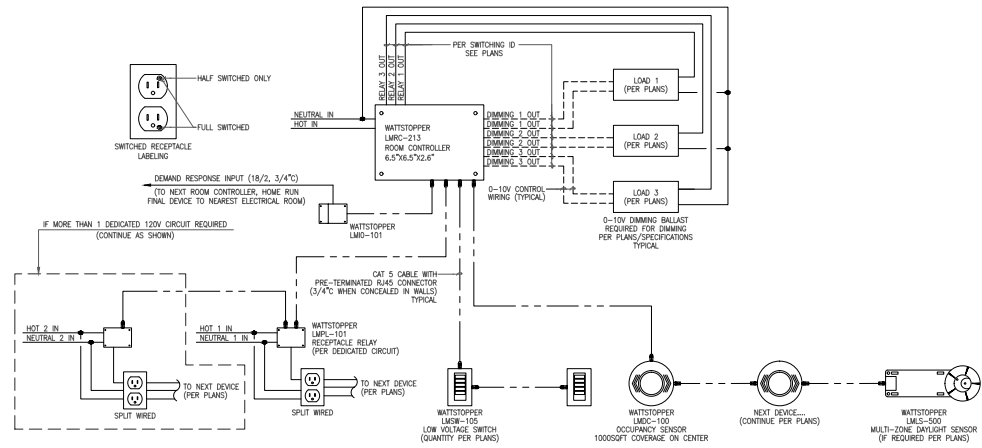 PER SWITCHING ID
SEE PLANS
RELAY 3 OUT
RELAY 2 OUT
RELAY 1 OUT
HALF SWITCHED ONLY
FULL SWITCHED
SWITCHED RECEPTACLE
LABELING
NEUTRAL IN
HOT IN
WATTSTOPPER
LMRC-213
ROOM CONTROLLER
6.5"X6.5"X2.6"
DIMMING 1 OUT
DIMMING 1 OUT
DIMMING 2 OUT
DIMMING 2 OUT
DIMMING 3 OUT
DIMMING 3 OUT
LOAD 1
(PER PLANS)
LOAD 2
(PER PLANS)
LOAD 3
(PER PLANS)
0-10V CONTROL
WIRING (TYPICAL)
0-10V DIMMING BALLAST
REQUIRED FOR DIMMING
PER PLANS/SPECIFICATIONS
TYPICAL
DEMAND RESPONSE INPUT (18/2, 3/4"C)
(TO NEXT ROOM CONTROLLER, HOME RUN
FINAL DEVICE TO NEAREST ELECTRICAL ROOM)
WATTSTOPPER
LMIO-101
IF MORE THAN 1 DEDICATED 120V CIRCUIT REQUIRED
(CONTINUE AS SHOWN)
CAT 5 CABLE WITH
PRE-TERMINATED RJ45 CONNECTOR
(3/4"C WHEN CONCEALED IN WALLS)
TYPICAL
HOT 2 IN
NEUTRAL 2 IN
HOT 1 IN
NEUTRAL 1 IN
WATTSTOPPER
LMPL-101
RECEPTACLE RELAY
(PER DEDICATED CIRCUIT)
TO NEXT DEVICE
(PER PLANS)
SPLIT WIRED
TO NEXT DEVICE
(PER PLANS)
SPLIT WIRED
WATTSTOPPER
LMSW-105
LOW VOLTAGE SWITCH
(QUANTITY PER PLANS)
WATTSTOPPER
LMDC-100
OCCUPANCY SENSOR
1000SQFT COVERAGE ON CENTER
NEXT DEVICE....
(CONTINUE PER PLANS)
WATTSTOPPER
LMLS-500
MULTI-ZONE DAYLIGHT SENSOR
(IF REQUIRED PER PLANS)